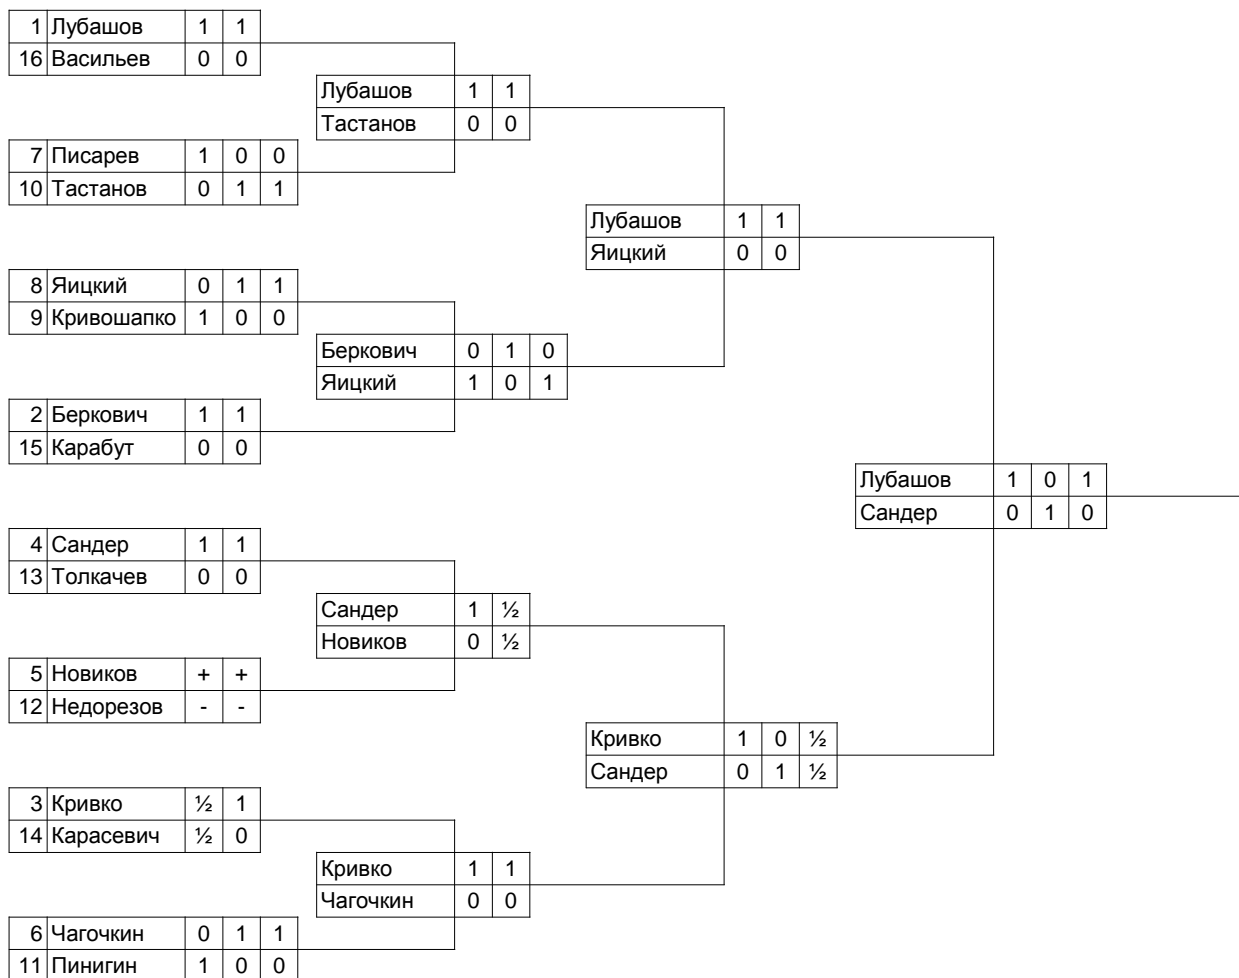 1 Лубашов 1 1
16 Васильев 0 0
Лубашов 1 1
Тастанов 0 0
7 Писарев 1 0 0
10 Тастанов 0 1 1
Лубашов 1 1
Яицкий 0 0
8 Яицкий 0 1 1
9 Кривошапко 1 0 0
Беркович 0 1 0
Яицкий 1 0 1
2 Беркович 1 1
15 Карабут 0 0
Лубашов 1 0 1
Сандер 0 1 0
4 Сандер 1 1
13 Толкачев 0 0
Сандер 1 ½
Новиков 0 ½
5 Новиков + +
12 Недорезов - -
Кривко 1 0 ½
Сандер 0 1 ½
3 Кривко ½ 1
14 Карасевич ½ 0
Кривко 1 1
Чагочкин 0 0
6 Чагочкин 0 1 1
11 Пинигин 1 0 0